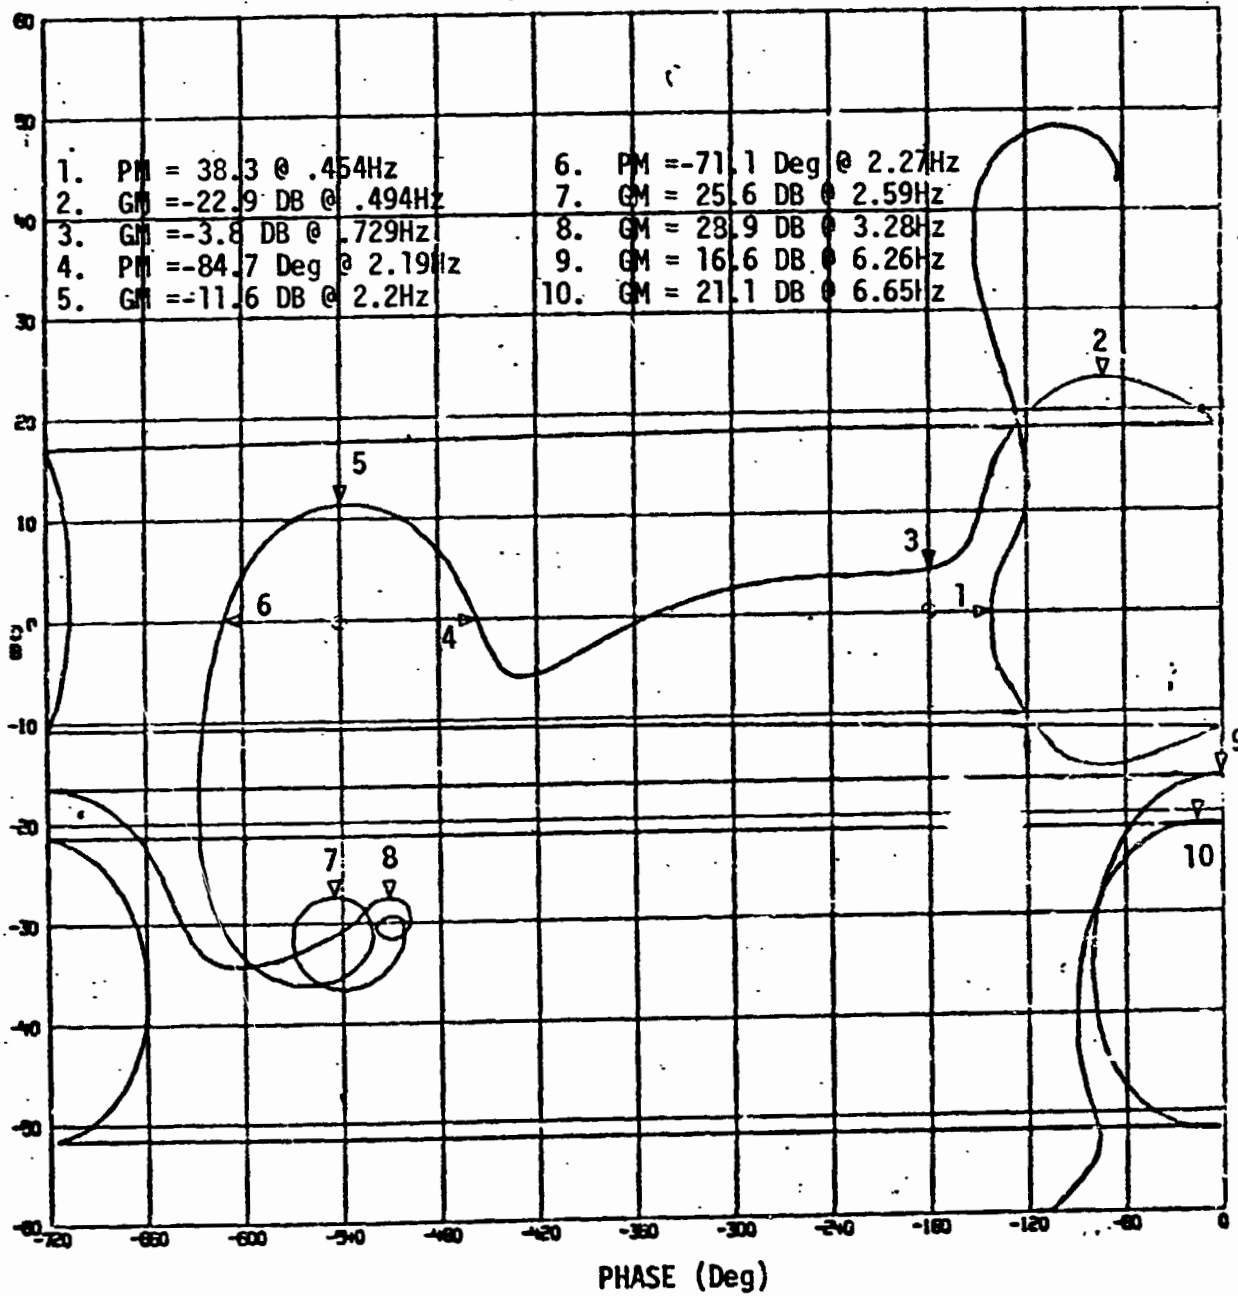 60
50
1. PM = 38.3 @ .454Hz
2. GM =-22.9 DB @ .494Hz
3. GM =-3.8 DB @ .729Hz
4. PM =-84.7 Deg @ 2.19Hz
5. GM =-11.6 DB @ 2.2Hz
6. PM =-71.1 Deg @ 2.27Hz
7. GM = 25.6 DB @ 2.59Hz
8. GM = 28.9 DB @ 3.28Hz
9. GM = 16.6 DB @ 6.26Hz
10. GM = 21.1 DB @ 6.65Hz
40
30
2
20
5
10
3
6
1
0
4
-10
9
-20
7 8
10
-30
-40
-50
-60
-720 -660 -600 -540 -480 -420 -360 -300 -240 -180 -120 -60 0
PHASE (Deg)